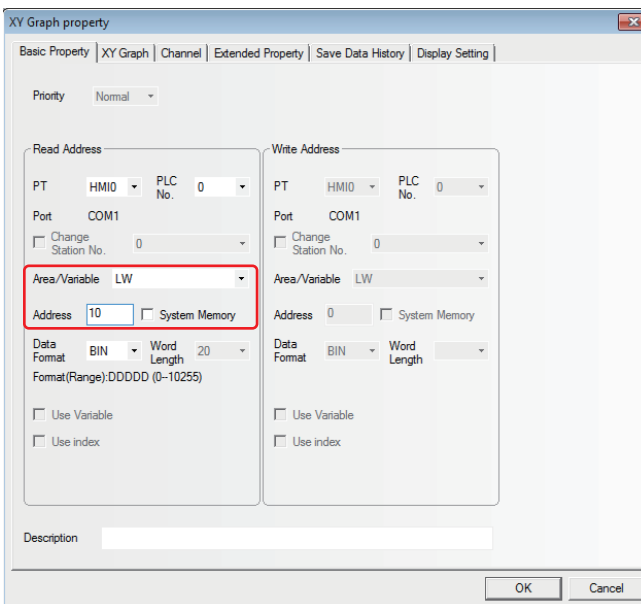 XY Graph property
Basic Property XY Graph Channel Extended Property Save Data History Display Setting
Priority Normal
Read Address
PT HMI0 PLC No. 0
Port COM1
Change Station No. 0
Area/Variable LW
Address 10 System Memory
Data Format BIN Word Length 20
Format(Range):DDDDD (0--10255)
Use Variable
Use index
Write Address
PT HMI0 PLC No. 0
Port COM1
Change Station No. 0
Area/Variable LW
Address 0 System Memory
Data Format BIN Word Length
Use Variable
Use index
Description
OK Cancel